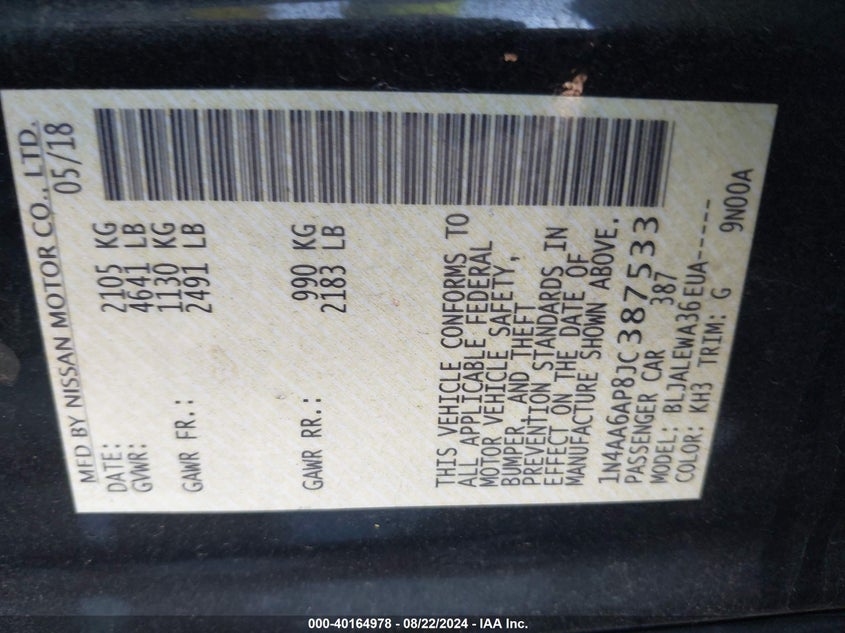 MFD BY NISSAN MOTOR CO., LTD.
DATE: 05/18
GVWR: 2105 KG
4641 LB
GAWR FR.: 1130 KG
2491 LB
GAWR RR.: 990 KG
2183 LB
THIS VEHICLE CONFORMS TO
ALL APPLICABLE FEDERAL
MOTOR VEHICLE SAFETY,
BUMPER, AND THEFT
PREVENTION STANDARDS IN
EFFECT ON THE DATE OF
MANUFACTURE SHOWN ABOVE.
1N4AA6AP8JC387533
PASSENGER CAR 387
MODEL: BLJALEWA36EUA-----
COLOR: KH3 TRIM: G 9N00A
000-40164978 - 08/22/2024 - IAA Inc.